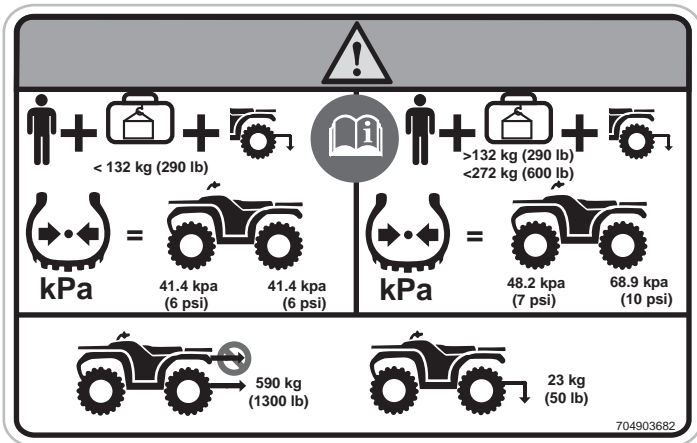 !
i
< 132 kg (290 lb)
>132 kg (290 lb)
<272 kg (600 lb)
kPa
=
41.4 kpa
(6 psi)
41.4 kpa
(6 psi)
kPa
=
48.2 kpa
(7 psi)
68.9 kpa
(10 psi)
590 kg
(1300 lb)
23 kg
(50 lb)
704903682